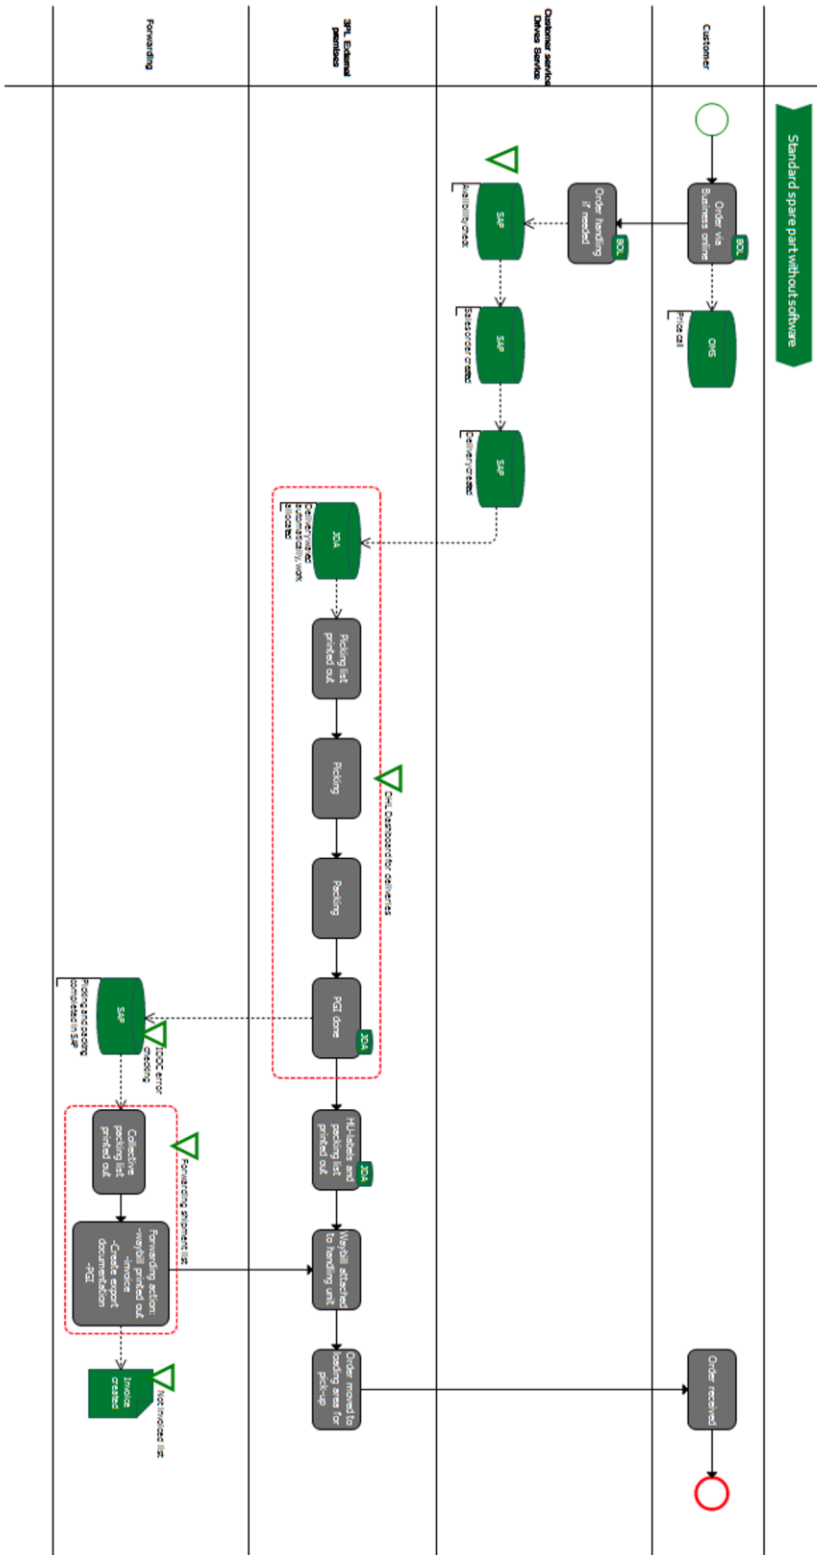 Standard spare part without software
Customer
Order via
Business online
BOL
OMS
Price call
Order received
Customer service
Drives Service
Order handling
if needed
BOL
SAP
Availability check
SAP
Sales order created
SAP
Delivery created
3PL External
premises
JDA
Delivery waved
automatically, work
allocated
Picking list
printed out
Picking
DHL Dashboard for deliveries
Packing
PGI done
JDA
HU-labels and
packing list
printed out
JDA
Waybill attached
to handling unit
Order moved to
loading area for
pick-up
Forwarding
SAP
Picking and packing
completed in SAP
IDOC error
checking
Collective
packing list
printed out
Forwarding shipment list
Forwarding action:
-waybill printed out
-Invoice
-Create export
documentation
-PGI
Invoice
created
Not invoiced list